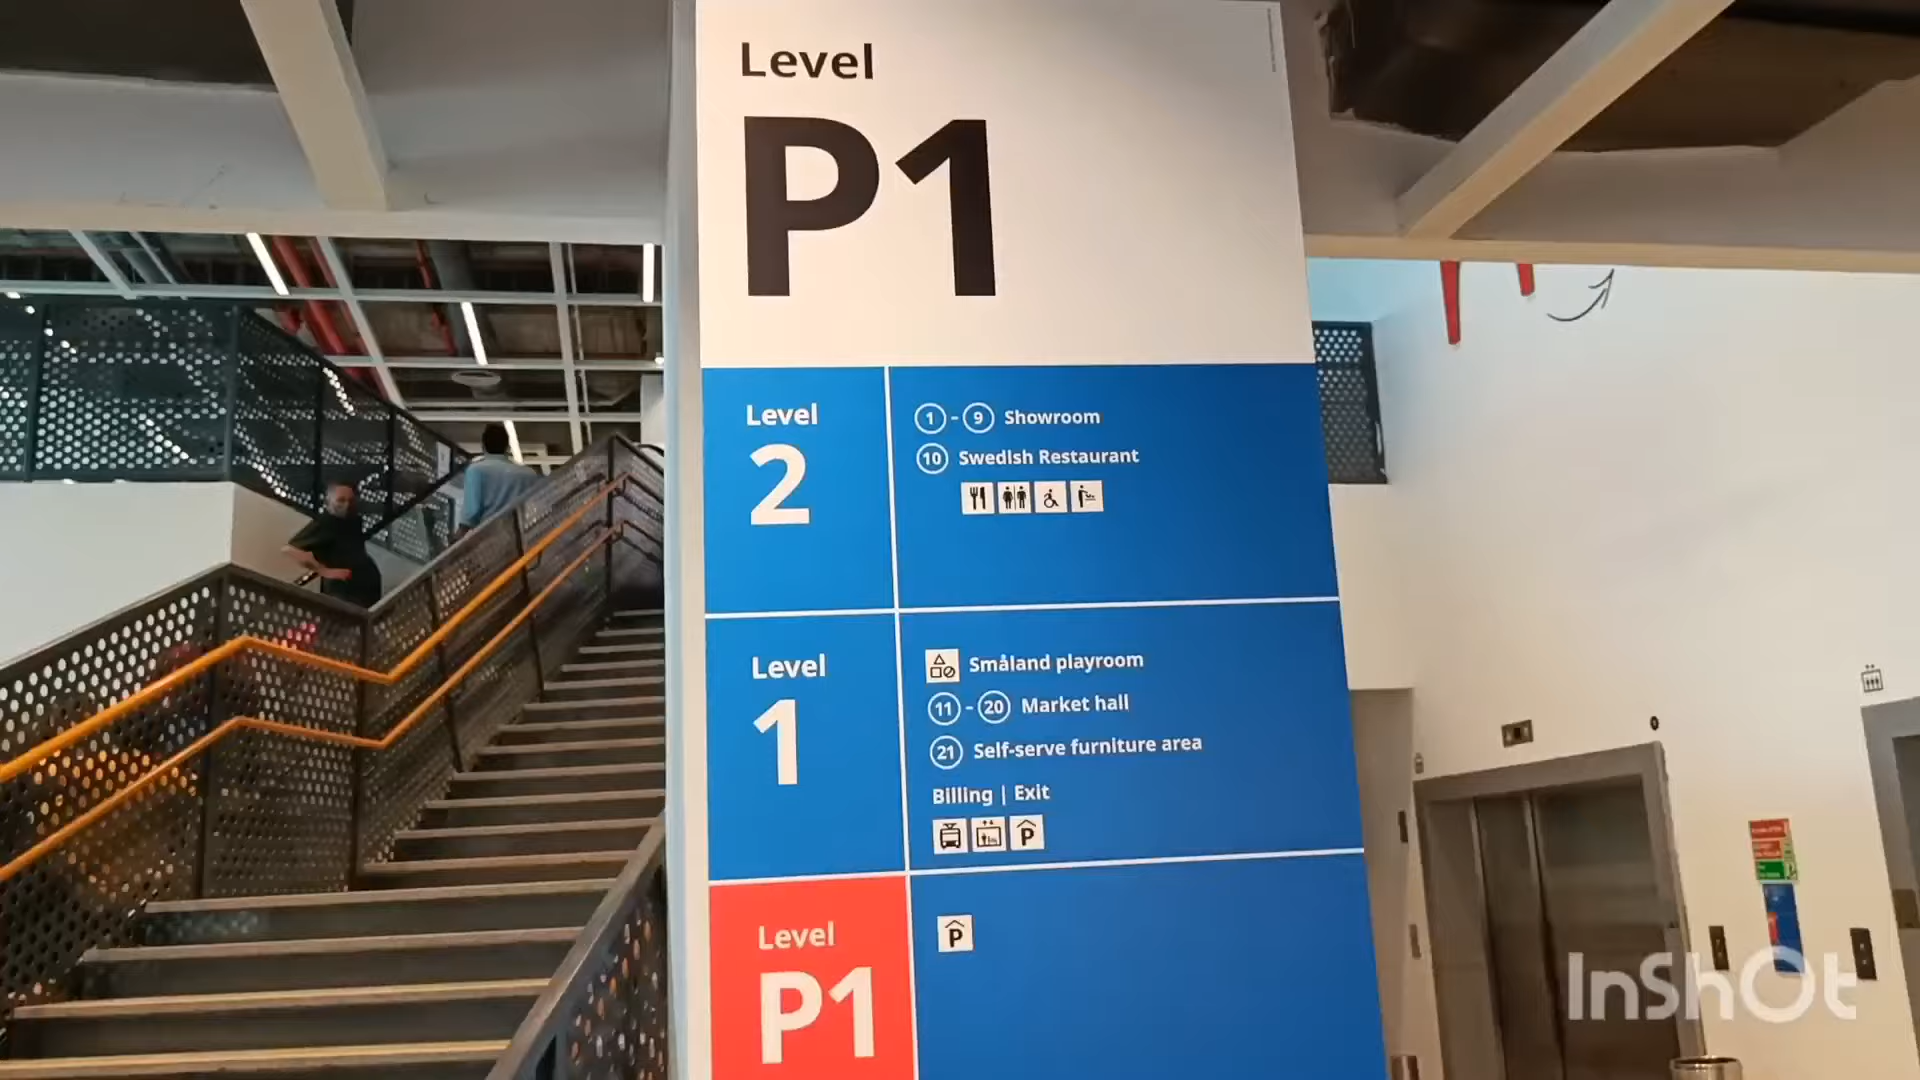 Level
P1
Level
2
1 - 9 Showroom
10 Swedish Restaurant
Level
1
Småland playroom
11 - 20 Market hall
21 Self-serve furniture area
Billing | Exit
P
Level
P1
P
InShOt